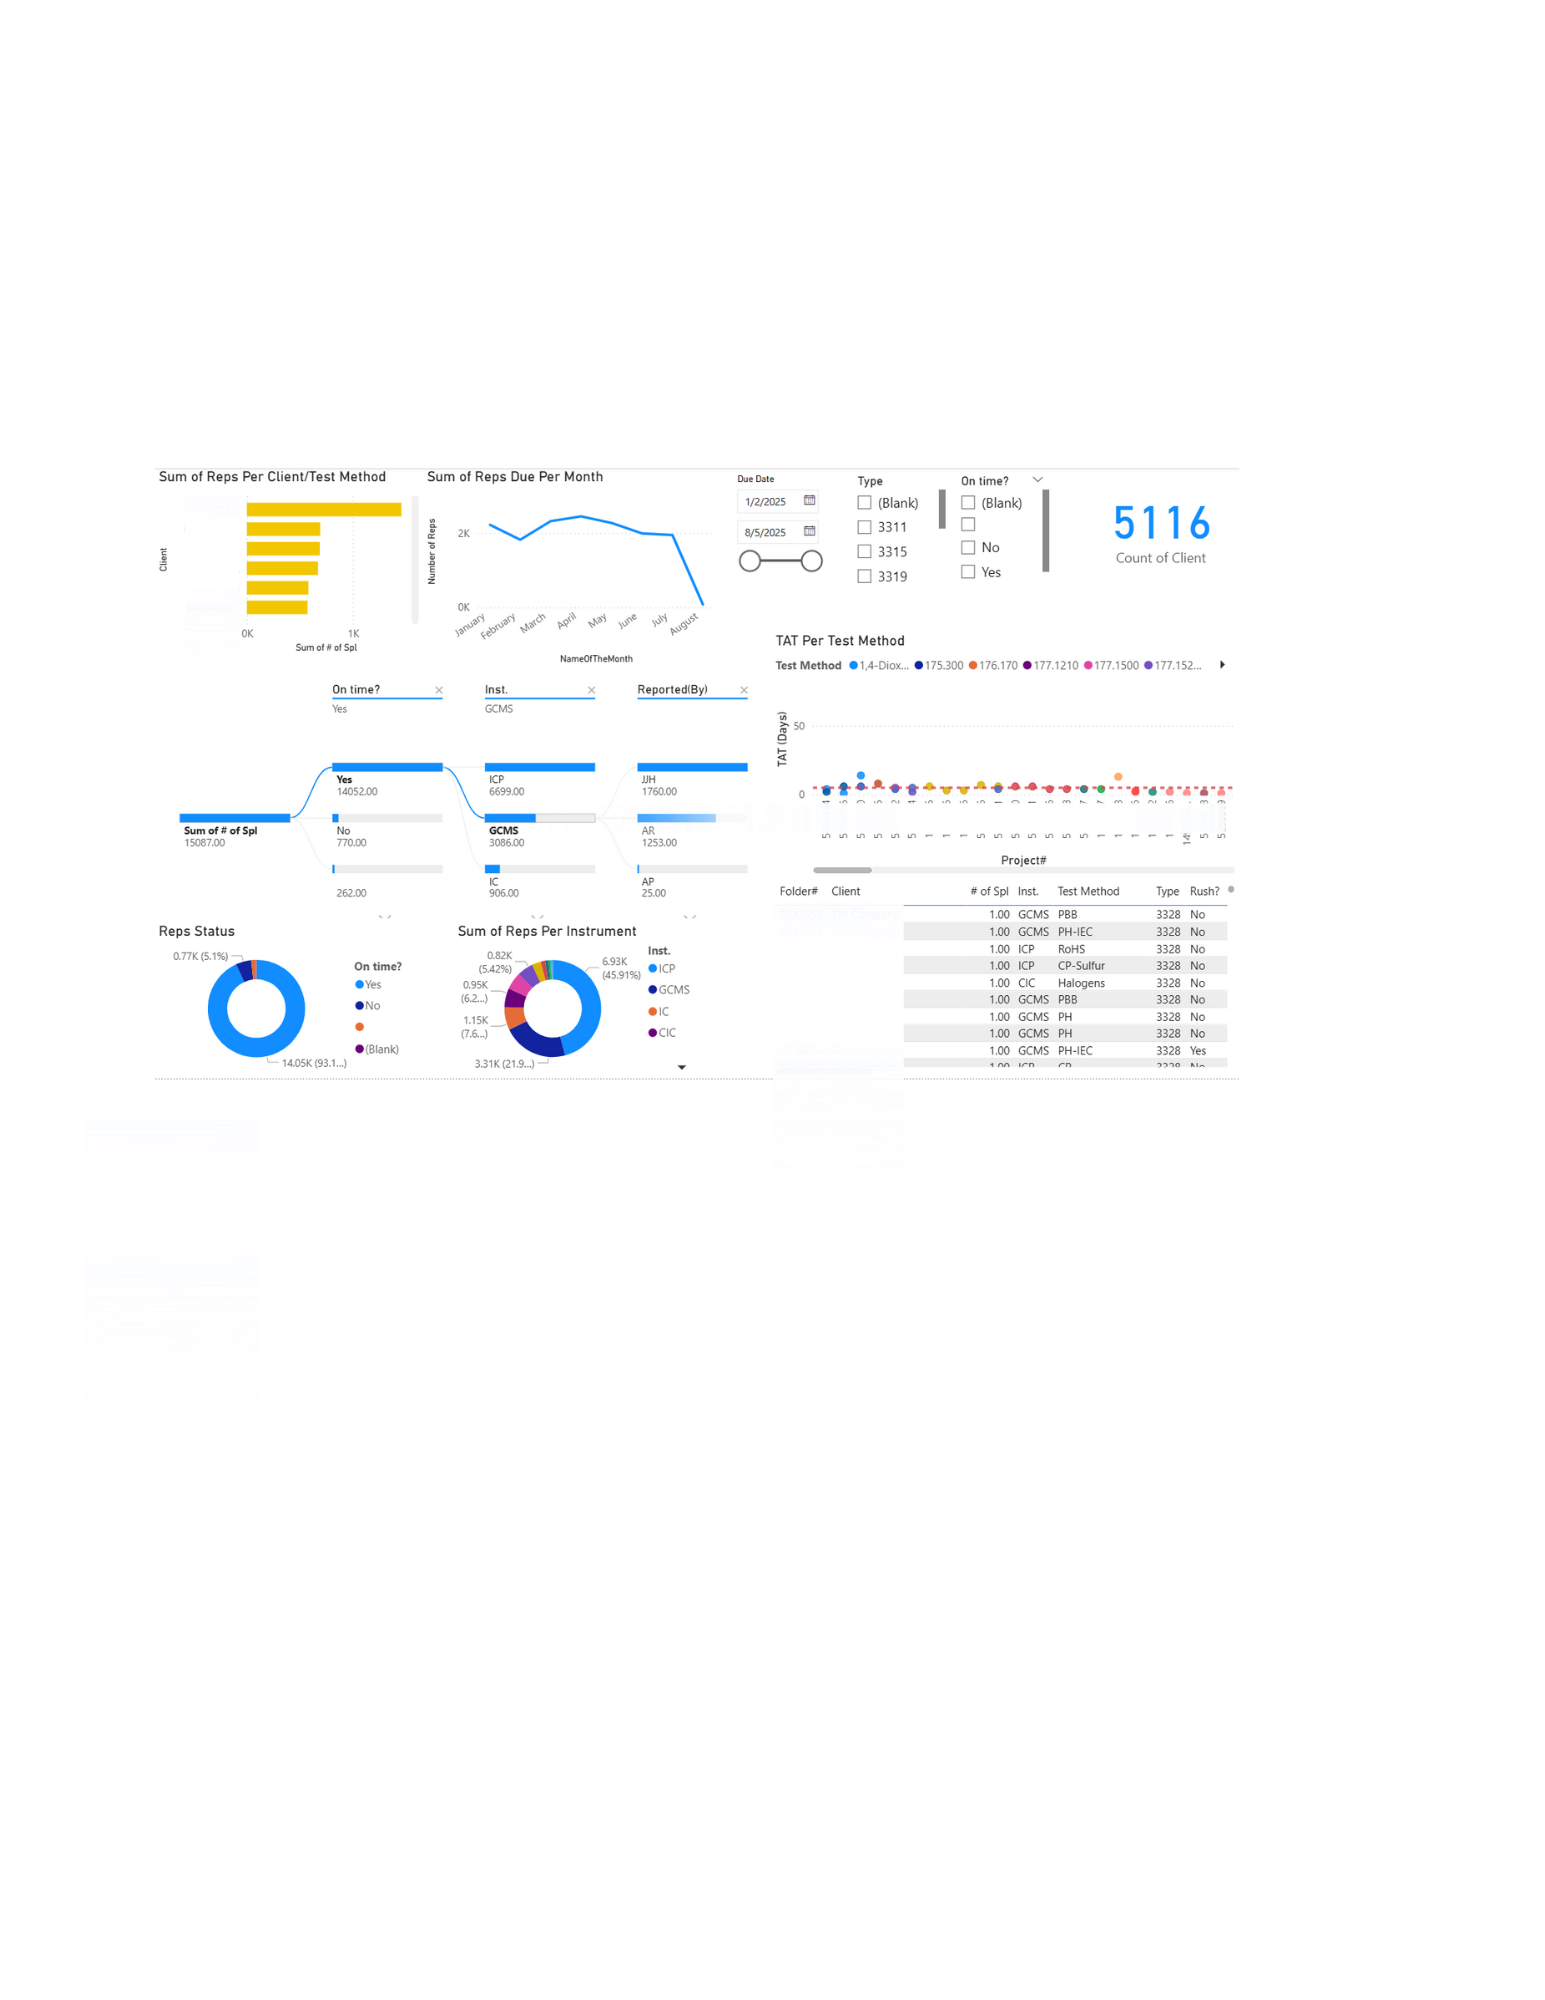 Sum of Reps Per Client/Test Method
Client
0K
1K
Sum of # of Spl
Sum of Reps Due Per Month
Number of Reps
2K
0K
January
February
March
April
May
June
July
August
NameOfTheMonth
Due Date
1/2/2025
8/5/2025
Type
(Blank)
3311
3315
3319
On time?
(Blank)
No
Yes
5116
Count of Client
TAT Per Test Method
Test Method 1,4-Diox... 175.300 176.170 177.1210 177.1500 177.152...
TAT (Days)
50
0
Project#
On time?
Yes
Inst.
GCMS
Reported(By)
Sum of # of Spl
15087.00
Yes
14052.00
No
770.00
262.00
ICP
6699.00
GCMS
3086.00
IC
906.00
JJH
1760.00
AR
1253.00
AP
25.00
Folder# Client # of Spl Inst. Test Method Type Rush?
1.00 GCMS PBB 3328 No
1.00 GCMS PH-IEC 3328 No
1.00 ICP RoHS 3328 No
1.00 ICP CP-Sulfur 3328 No
1.00 CIC Halogens 3328 No
1.00 GCMS PBB 3328 No
1.00 GCMS PH 3328 No
1.00 GCMS PH 3328 No
1.00 GCMS PH-IEC 3328 Yes
1.00 ICP CP 3328 No
Reps Status
0.77K (5.1%)
14.05K (93.1...)
On time?
Yes
No
(Blank)
Sum of Reps Per Instrument
0.82K
(5.42%)
0.95K
(6.2...)
1.15K
(7.6...)
3.31K (21.9...)
6.93K
(45.91%)
Inst.
ICP
GCMS
IC
CIC